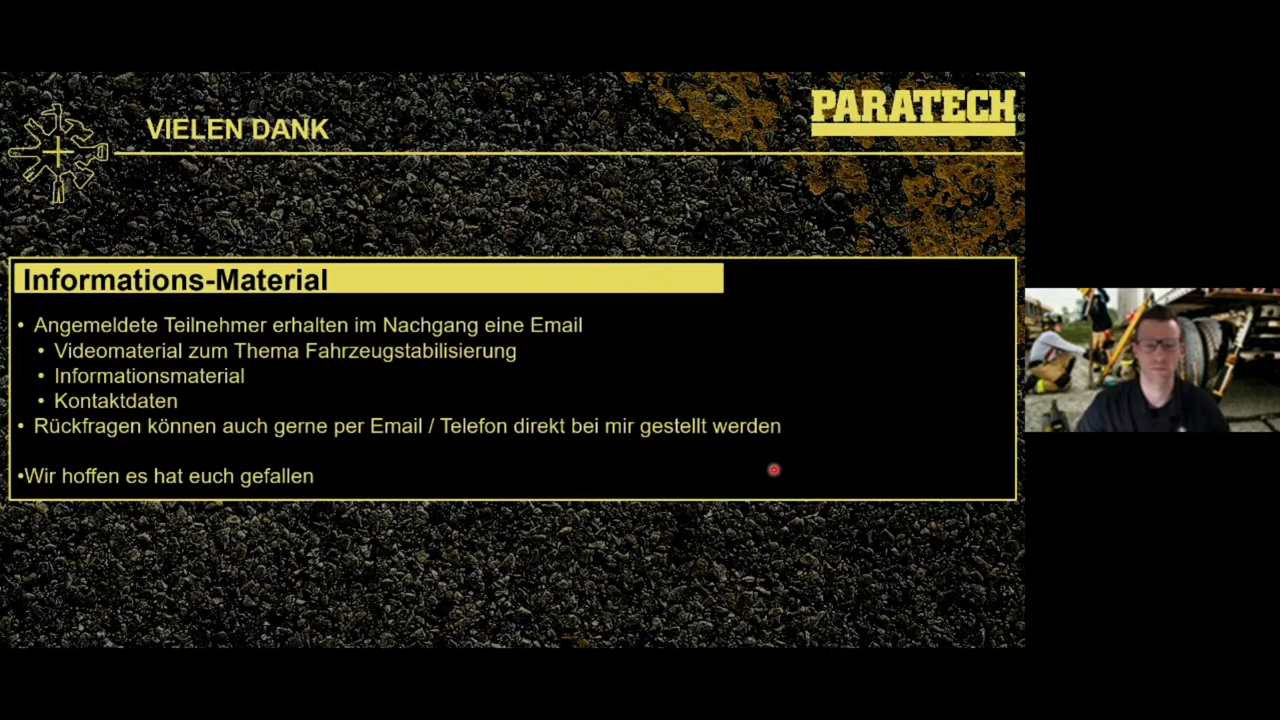 VIELEN DANK
PARATECH®
Informations-Material
• Angemeldete Teilnehmer erhalten im Nachgang eine Email
• Videomaterial zum Thema Fahrzeugstabilisierung
• Informationsmaterial
• Kontaktdaten
• Rückfragen können auch gerne per Email / Telefon direkt bei mir gestellt werden
•Wir hoffen es hat euch gefallen